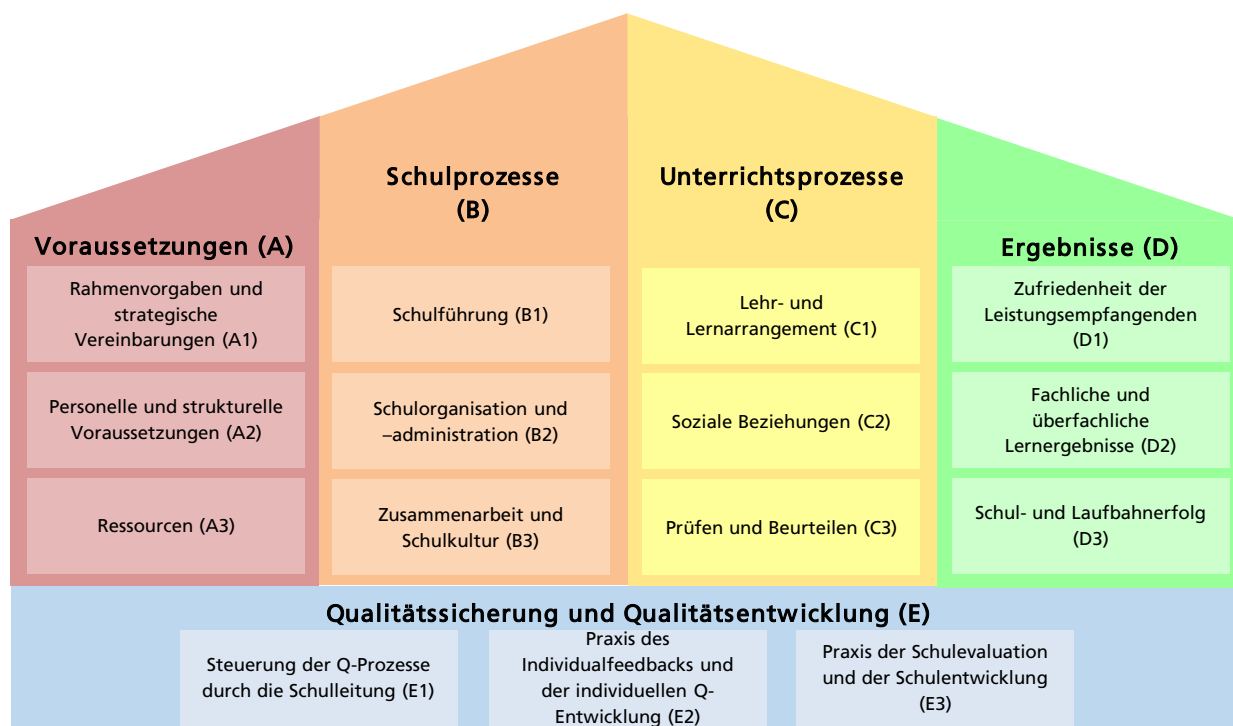 Schulprozesse
(B)
Unterrichtsprozesse
(C)
Voraussetzungen (A)
Ergebnisse (D)
Rahmenvorgaben und
strategische
Vereinbarungen (A1)
Schulführung (B1)
Lehr- und
Lernarrangement (C1)
Zufriedenheit der
Leistungsempfangenden
(D1)
Personelle und strukturelle
Voraussetzungen (A2)
Schulorganisation und
–administration (B2)
Soziale Beziehungen (C2)
Fachliche und
überfachliche
Lernergebnisse (D2)
Ressourcen (A3)
Zusammenarbeit und
Schulkultur (B3)
Prüfen und Beurteilen (C3)
Schul- und Laufbahnerfolg
(D3)
Qualitätssicherung und Qualitätsentwicklung (E)
Steuerung der Q-Prozesse
durch die Schulleitung (E1)
Praxis des
Individualfeedbacks und
der individuellen Q-
Entwicklung (E2)
Praxis der Schulevaluation
und der Schulentwicklung
(E3)